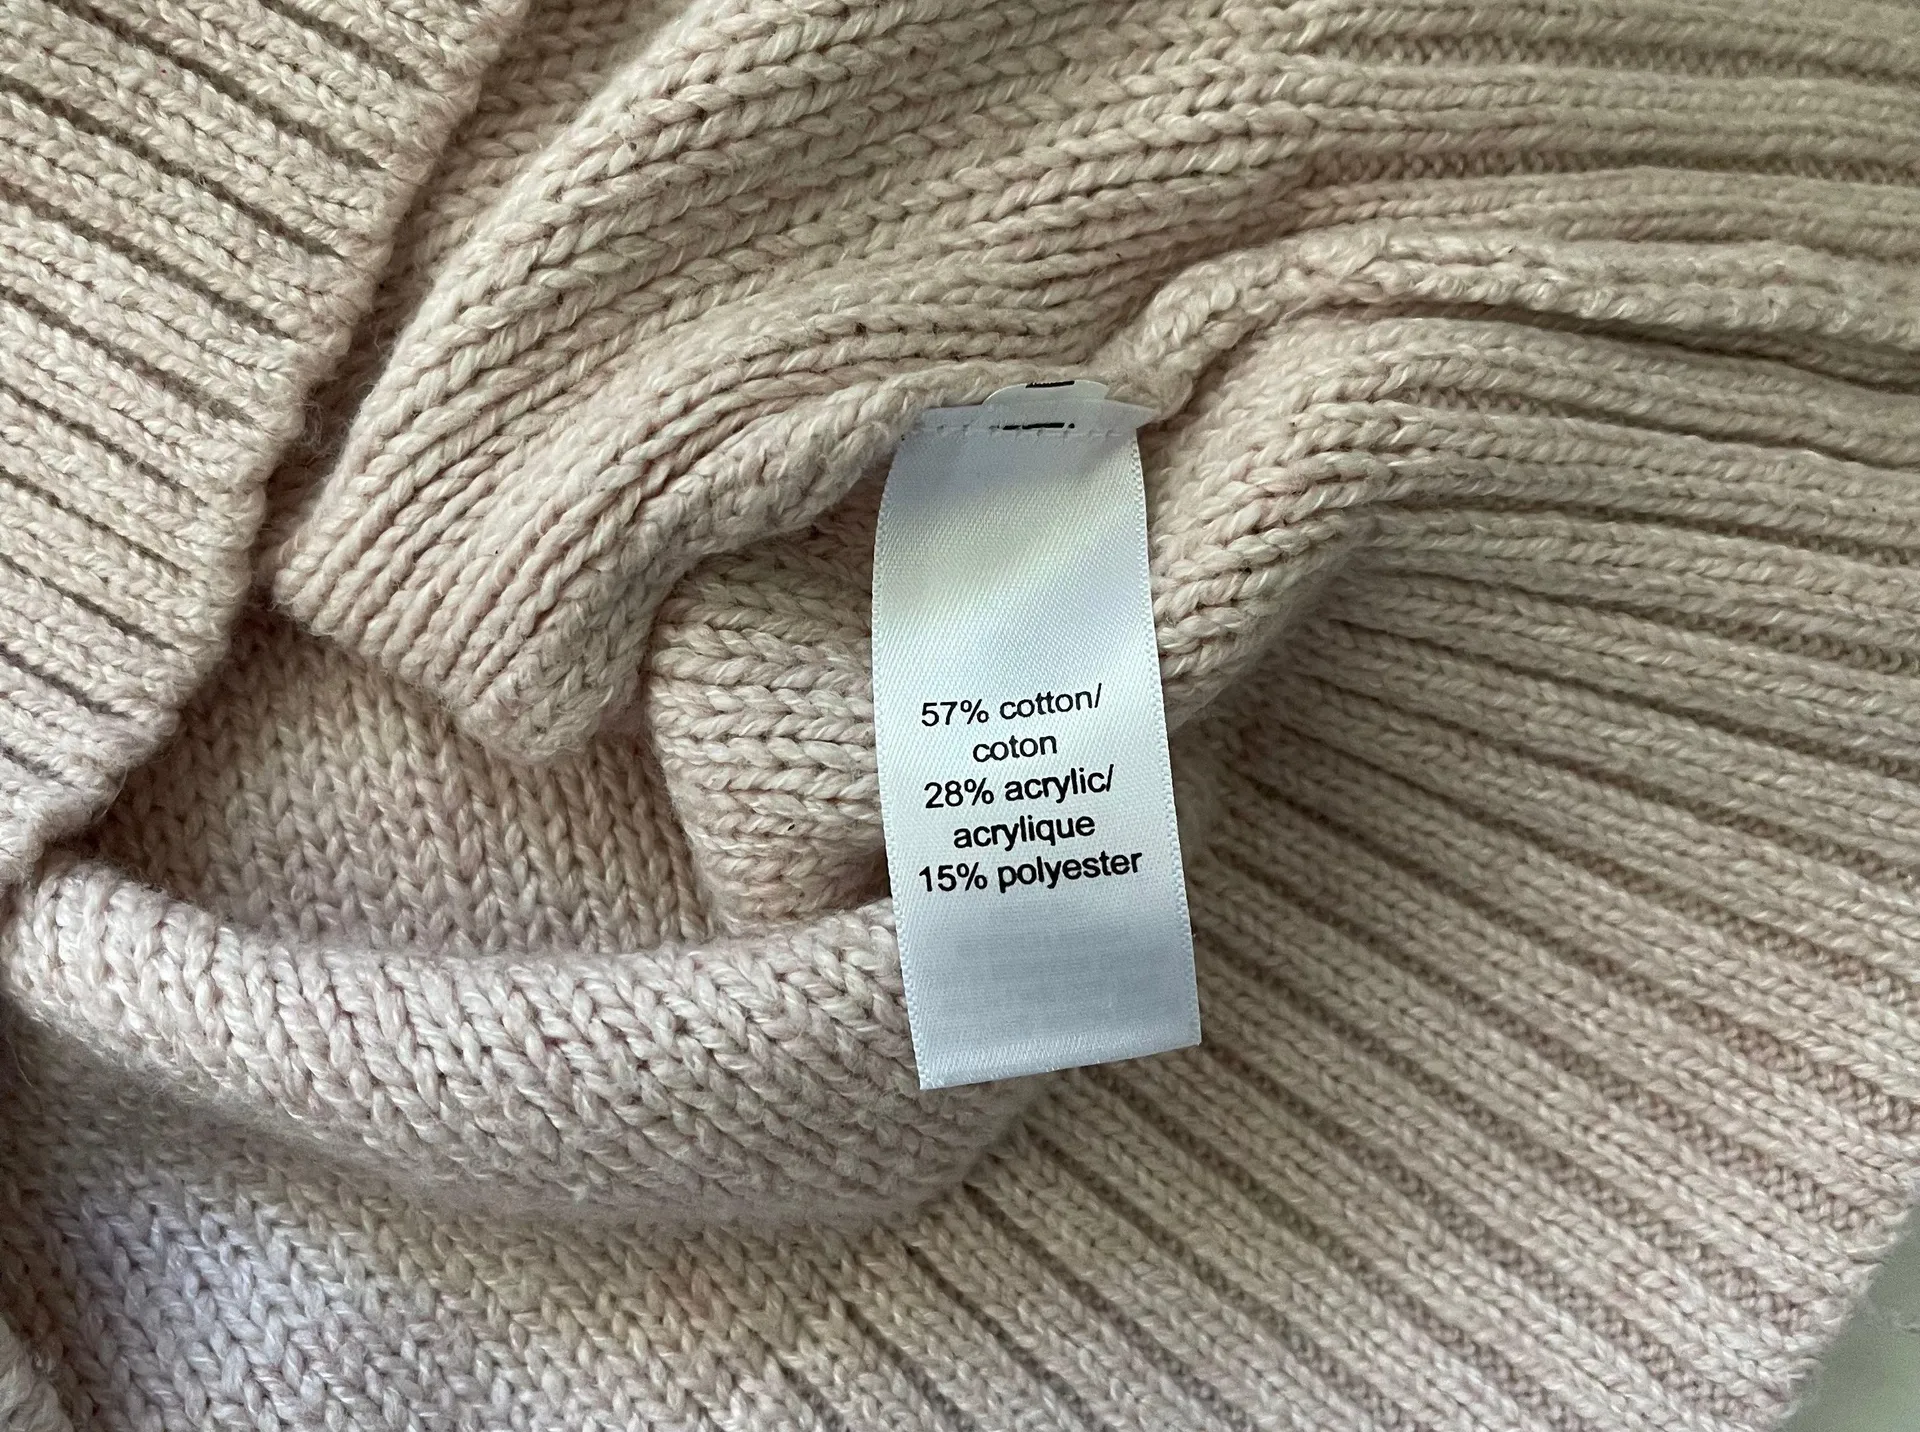 57% cotton/
coton
28% acrylic/
acrylique
15% polyester